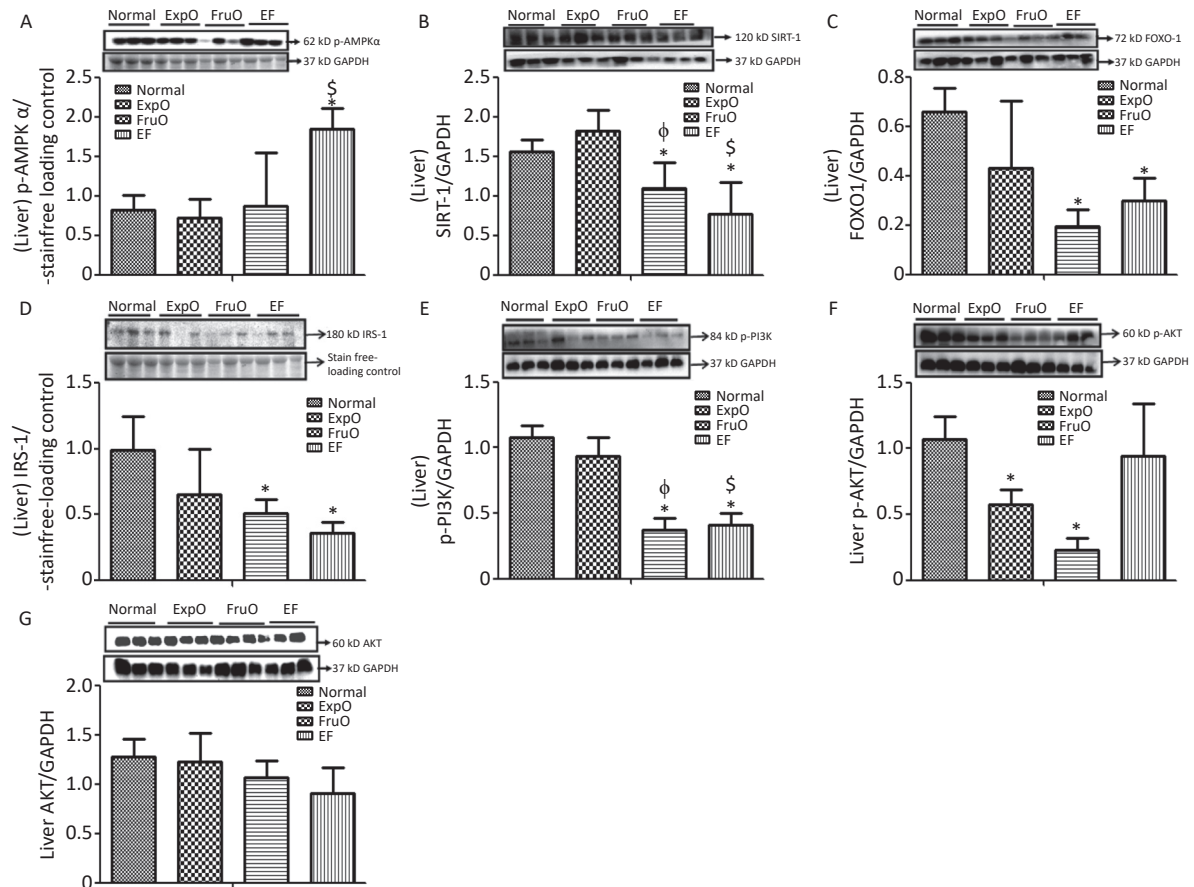 A
Normal ExpO FruO EF
62 kD p-AMPKα
37 kD GAPDH
Normal
ExpO
FruO
EF
(Liver) p-AMPK α/
-stainfree loading control
2.5
2.0
1.5
1.0
0.5
0
$
*
B
Normal ExpO FruO EF
120 kD SIRT-1
37 kD GAPDH
Normal
ExpO
FruO
EF
(Liver)
SIRT-1/GAPDH
2.5
2.0
1.5
1.0
0.5
0
ϕ
*
$
*
C
Normal ExpO FruO EF
72 kD FOXO-1
37 kD GAPDH
Normal
ExpO
FruO
EF
(Liver)
FOXO1/GAPDH
0.8
0.6
0.4
0.2
0
*
*
D
Normal ExpO FruO EF
180 kD IRS-1
Stain free-
loading control
Normal
ExpO
FruO
EF
(Liver) IRS-1/
-stainfree-loading control
1.5
1.0
0.5
0
*
*
E
Normal ExpO FruO EF
84 kD p-PI3K
37 kD GAPDH
Normal
ExpO
FruO
EF
(Liver)
p-PI3K/GAPDH
1.5
1.0
0.5
0
ϕ
*
$
*
F
Normal ExpO FruO EF
60 kD p-AKT
37 kD GAPDH
Normal
ExpO
FruO
EF
Liver p-AKT/GAPDH
1.5
1.0
0.5
0
*
*
G
Normal ExpO FruO EF
60 kD AKT
37 kD GAPDH
Normal
ExpO
FruO
EF
Liver AKT/GAPDH
2.0
1.5
1.0
0.5
0